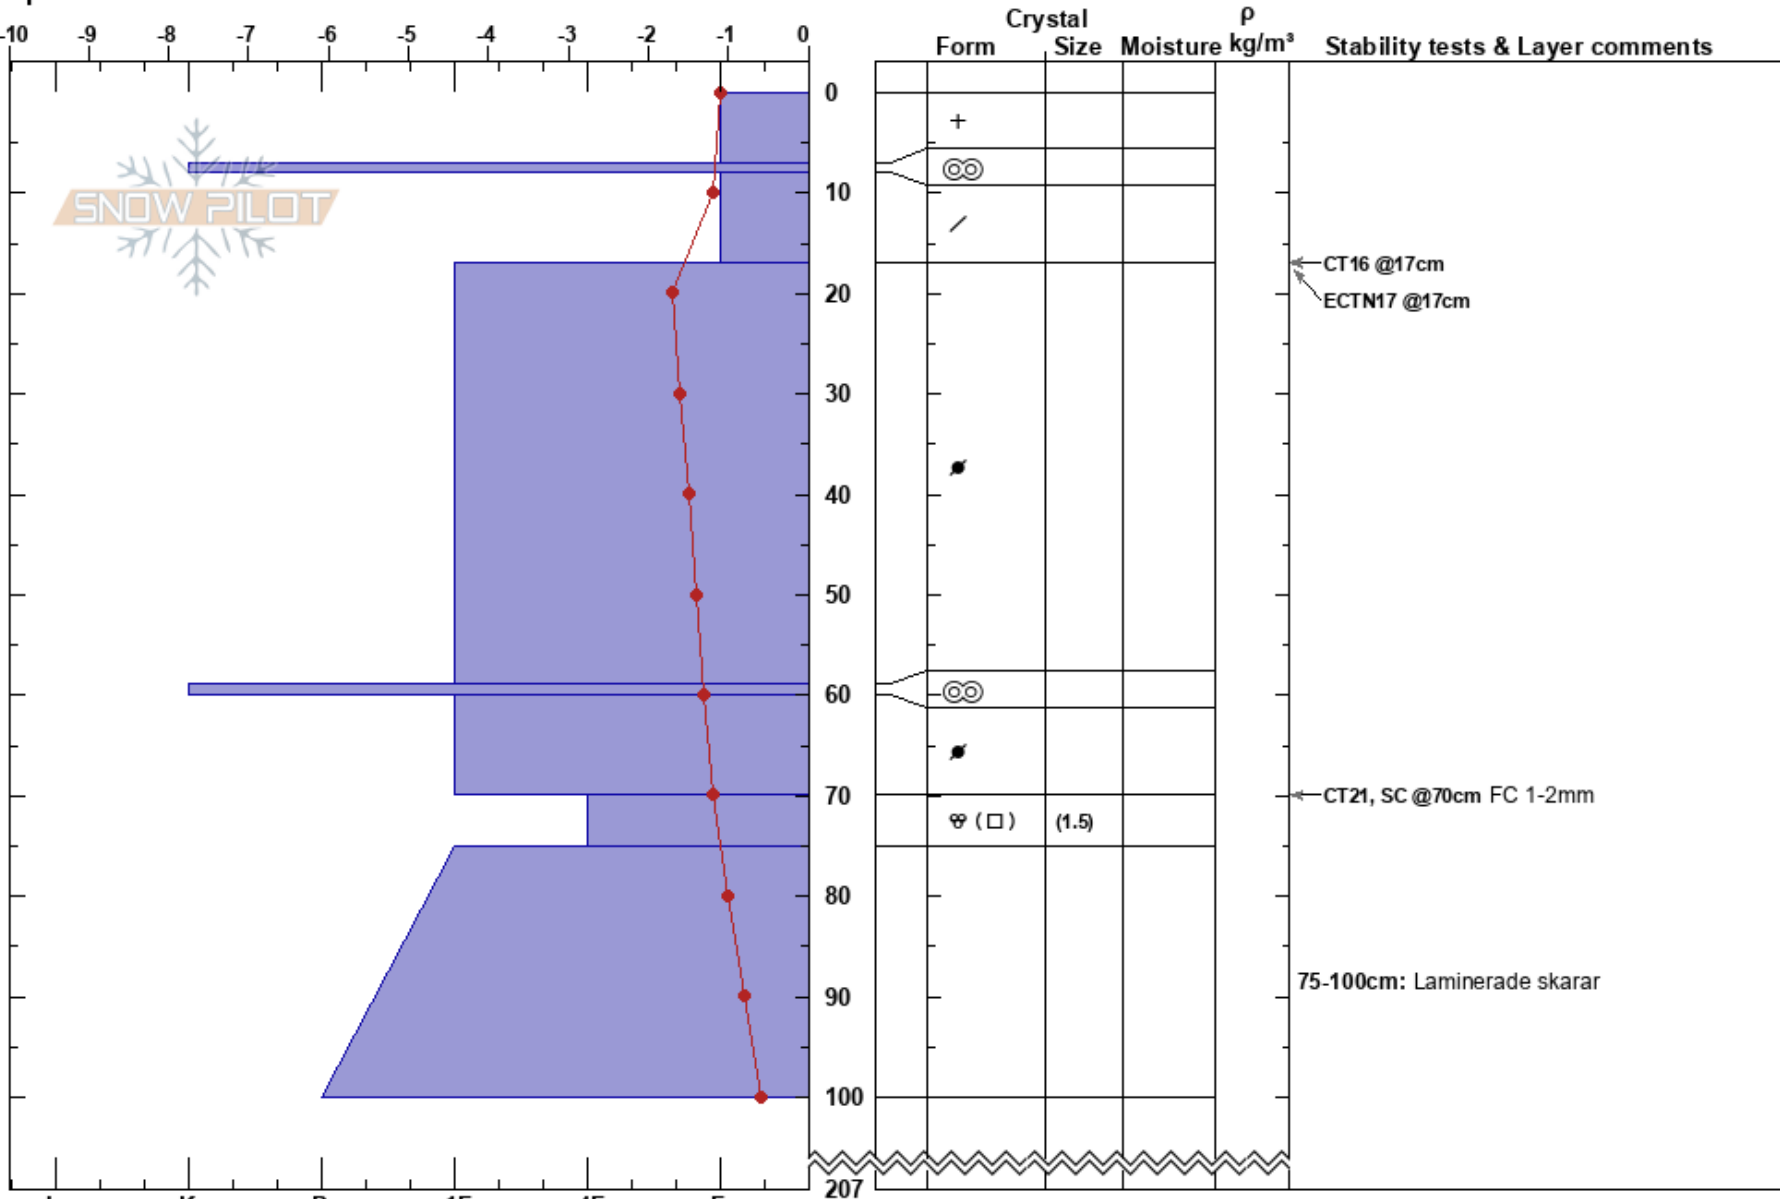 Crystal ρ
-10 -9 -8 -7 -6 -5 -4 -3 -2 -1 0 Form Size Moisture kg/m³ Stability tests & Layer comments
0
+
SNOW PILOT
10
CT16 @17cm
20
ECTN17 @17cm
30
40
50
60
70
CT21, SC @70cm FC 1-2mm
(1.5)
80
75-100cm: Laminerade skarar
90
100
207